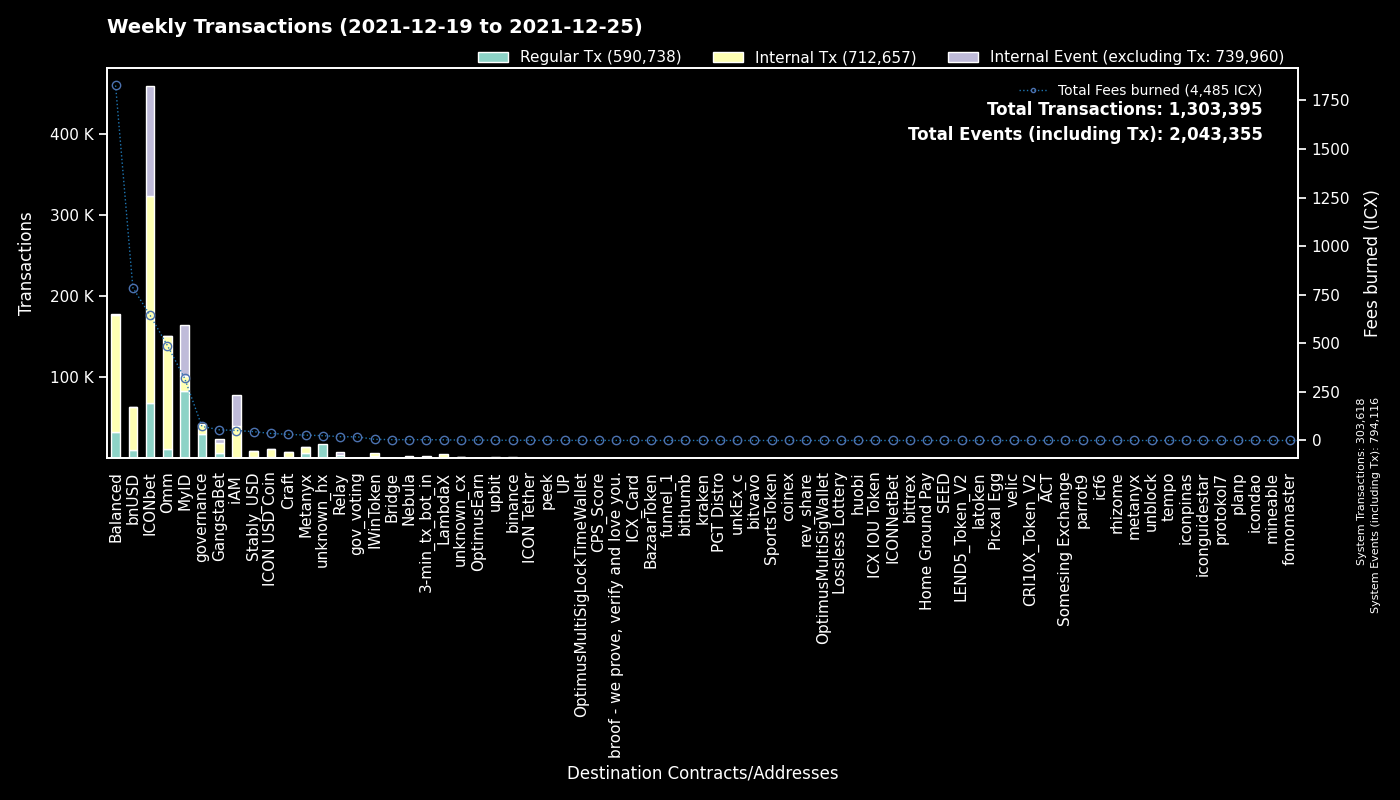 Weekly Transactions (2021-12-19 to 2021-12-25)
Regular Tx (590,738)
Internal Tx (712,657)
Internal Event (excluding Tx: 739,960)
Total Fees burned (4,485 ICX)
Total Transactions: 1,303,395
Total Events (including Tx): 2,043,355
Transactions
400 K
300 K
200 K
100 K
1750
1500
1250
1000
750
500
250
0
Fees burned (ICX)
System Transactions: 303,618
System Events (including Tx): 794,116
Balanced
bnUSD
ICONbet
Omm
MyID
governance
GangstaBet
iAM
Stably_USD
ICON USD Coin
Craft
Metanyx
unknown_hx
Relay
gov_voting
IWinToken
Bridge
Nebula
3-min_tx_bot_in
LambdaX
unknown_cx
OptimusEarn
upbit
binance
ICON Tether
peek
UP
OptimusMultiSigLockTimeWallet
CPS_Score
broof - we prove, verify and love you.
ICX_Card
BazaarToken
funnel_1
bithumb
kraken
PGT Distro
unkEx_c
bitvavo
SportsToken
coinex
rev_share
OptimusMultiSigWallet
Lossless Lottery
huobi
ICX IOU Token
ICONNetBet
bittrex
Home Ground Pay
SEED
LEND5_Token_V2
latoken
Picxal Egg
velic
CRI10X_Token_V2
ACT
Somesing Exchange
parrot9
icf6
rhizome
metanyx
unblock
tempo
iconpinas
iconguidestar
protokol7
planp
icondao
mineable
fomomaster
Destination Contracts/Addresses